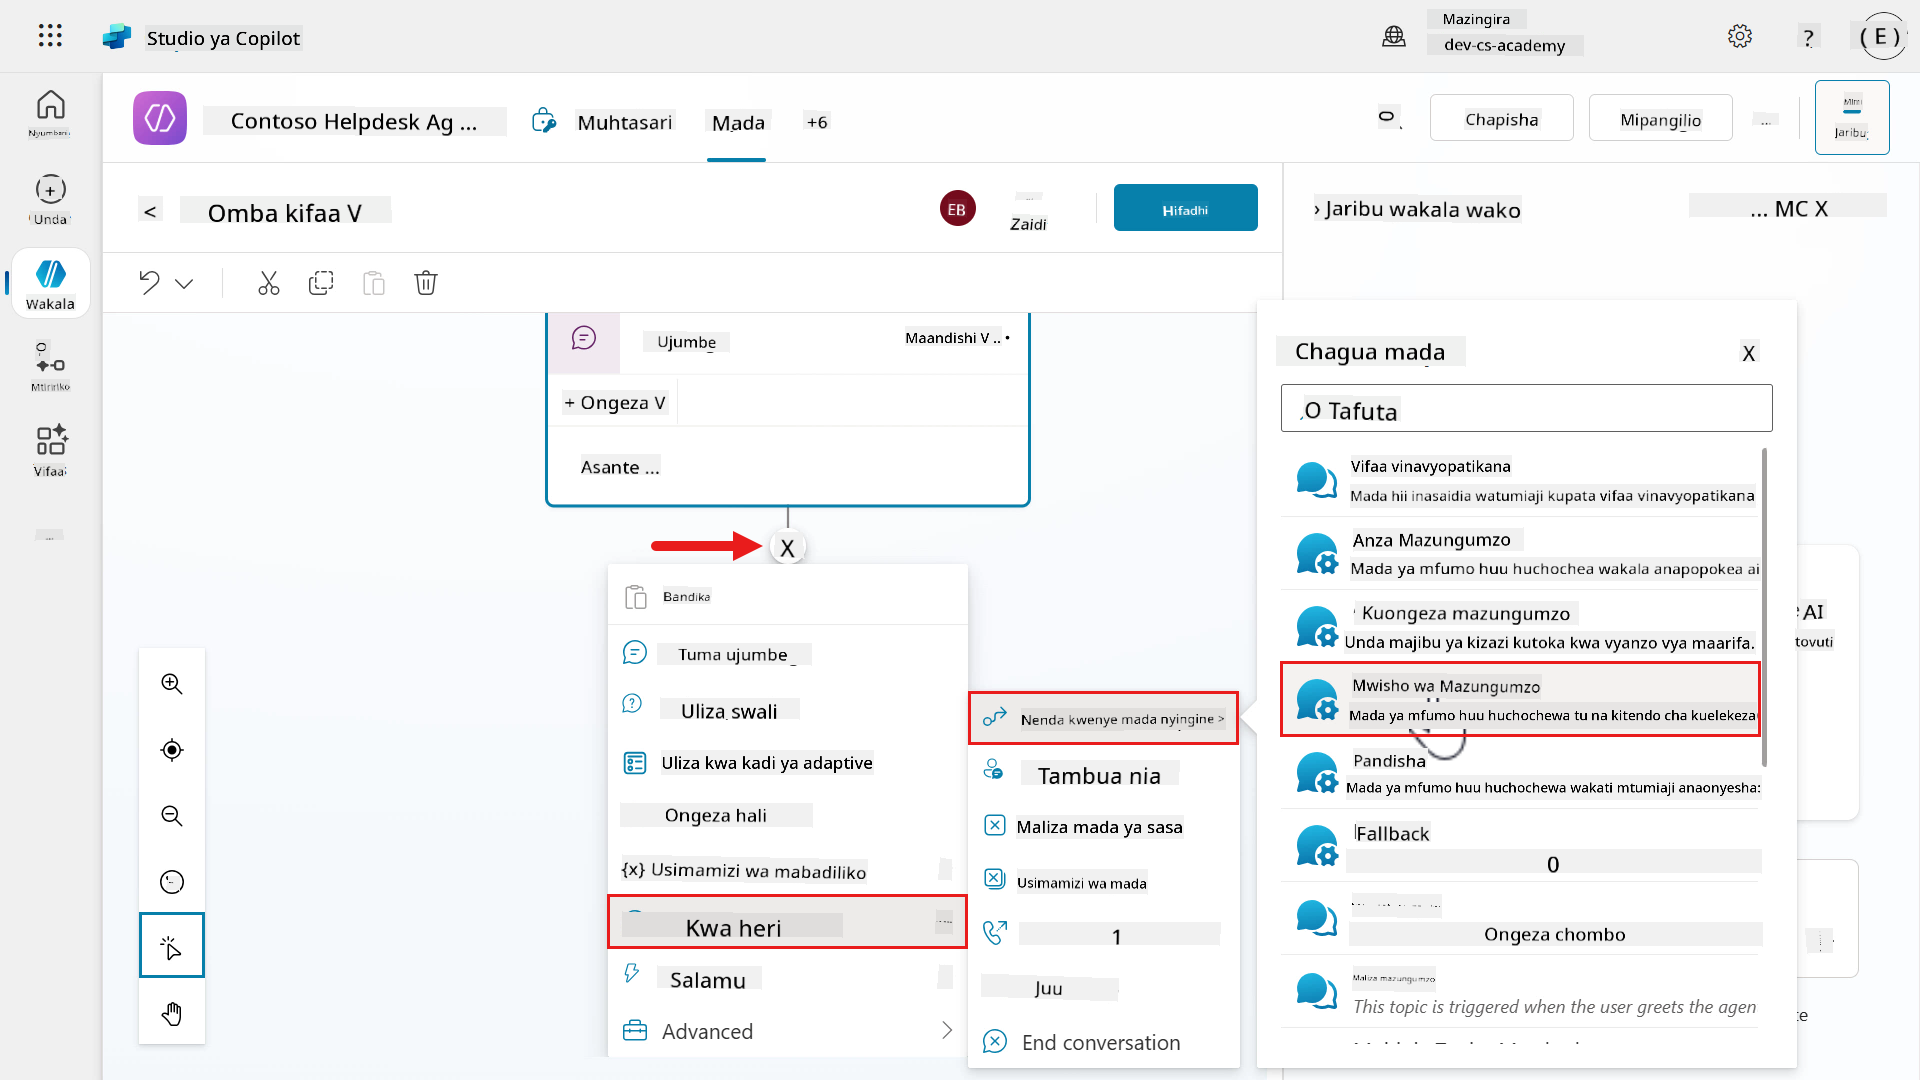 Studio ya Copilot
Mazingira
dev-cs-academy
?
( E )
Nyumbani
Unda
Wakala
Mtiririko
Vifaa
Contoso Helpdesk Ag ...
Muhtasari
Mada
+6
Chapisha
Mipangilio
...
Jaribu
<
Omba kifaa V
EB
Zaidi
Hifadhi
› Jaribu wakala wako
... MC X
Ujumbe
Maandishi V ..
+ Ongeza V
Asante ...
X
Bandika
Tuma ujumbe
Uliza swali
Uliza kwa kadi ya adaptive
Ongeza hali
{x} Usimamizi wa mabadiliko
Kwa heri
Salamu
Advanced
Nenda kwenye mada nyingine >
Tambua nia
Maliza mada ya sasa
Usimamizi wa mada
1
Juu
End conversation
Chagua mada
X
O Tafuta
Vifaa vinavyopatikana
Mada hii inasaidia watumiaji kupata vifaa vinavyopatikana
Anza Mazungumzo
Mada ya mfumo huu huchochea wakala anapopokea ai
Kuongeza mazungumzo
Unda majibu ya kizazi kutoka kwa vyanzo vya maarifa.
Mwisho wa Mazungumzo
Mada ya mfumo huu huchochewa tu na kitendo cha kuelekeza
Pandisha
Mada ya mfumo huu huchochewa wakati mtumiaji anaonyesha:
Fallback
0
Ongeza chombo
Maliza mazungumzo
This topic is triggered when the user greets the agen
AI
tovuti